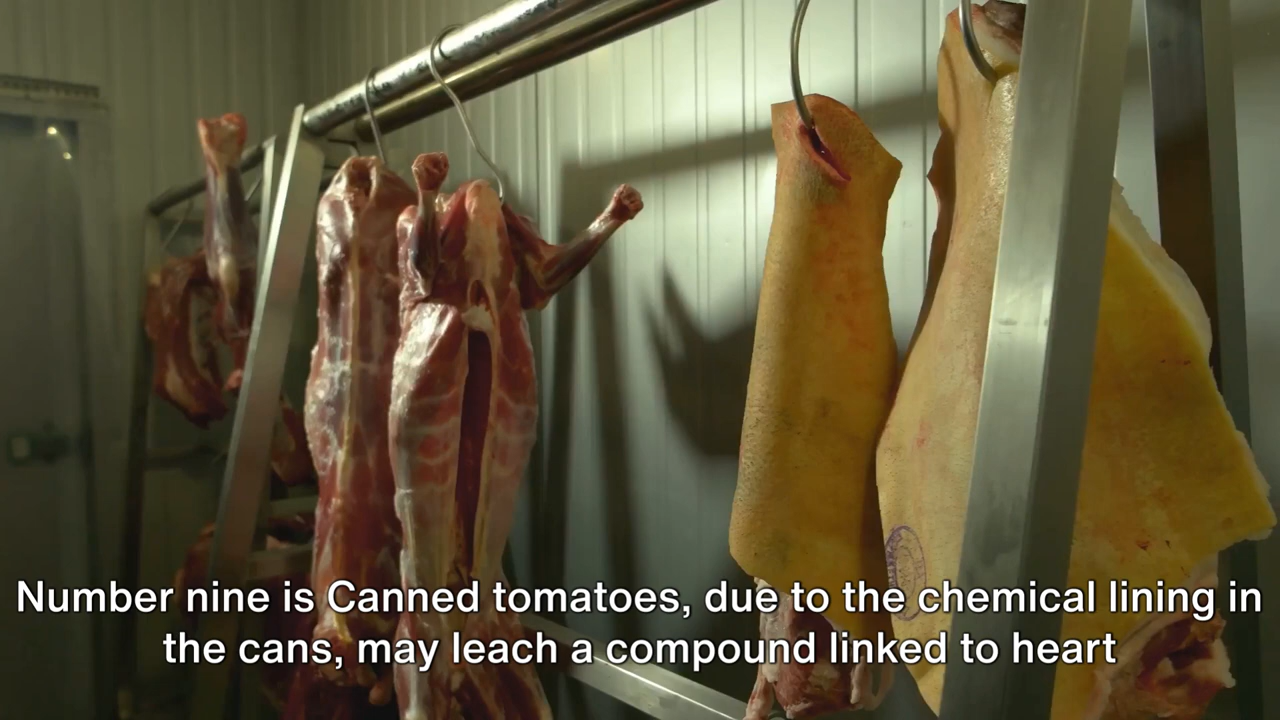 Number nine is Canned tomatoes, due to the chemical lining in
the cans, may leach a compound linked to heart